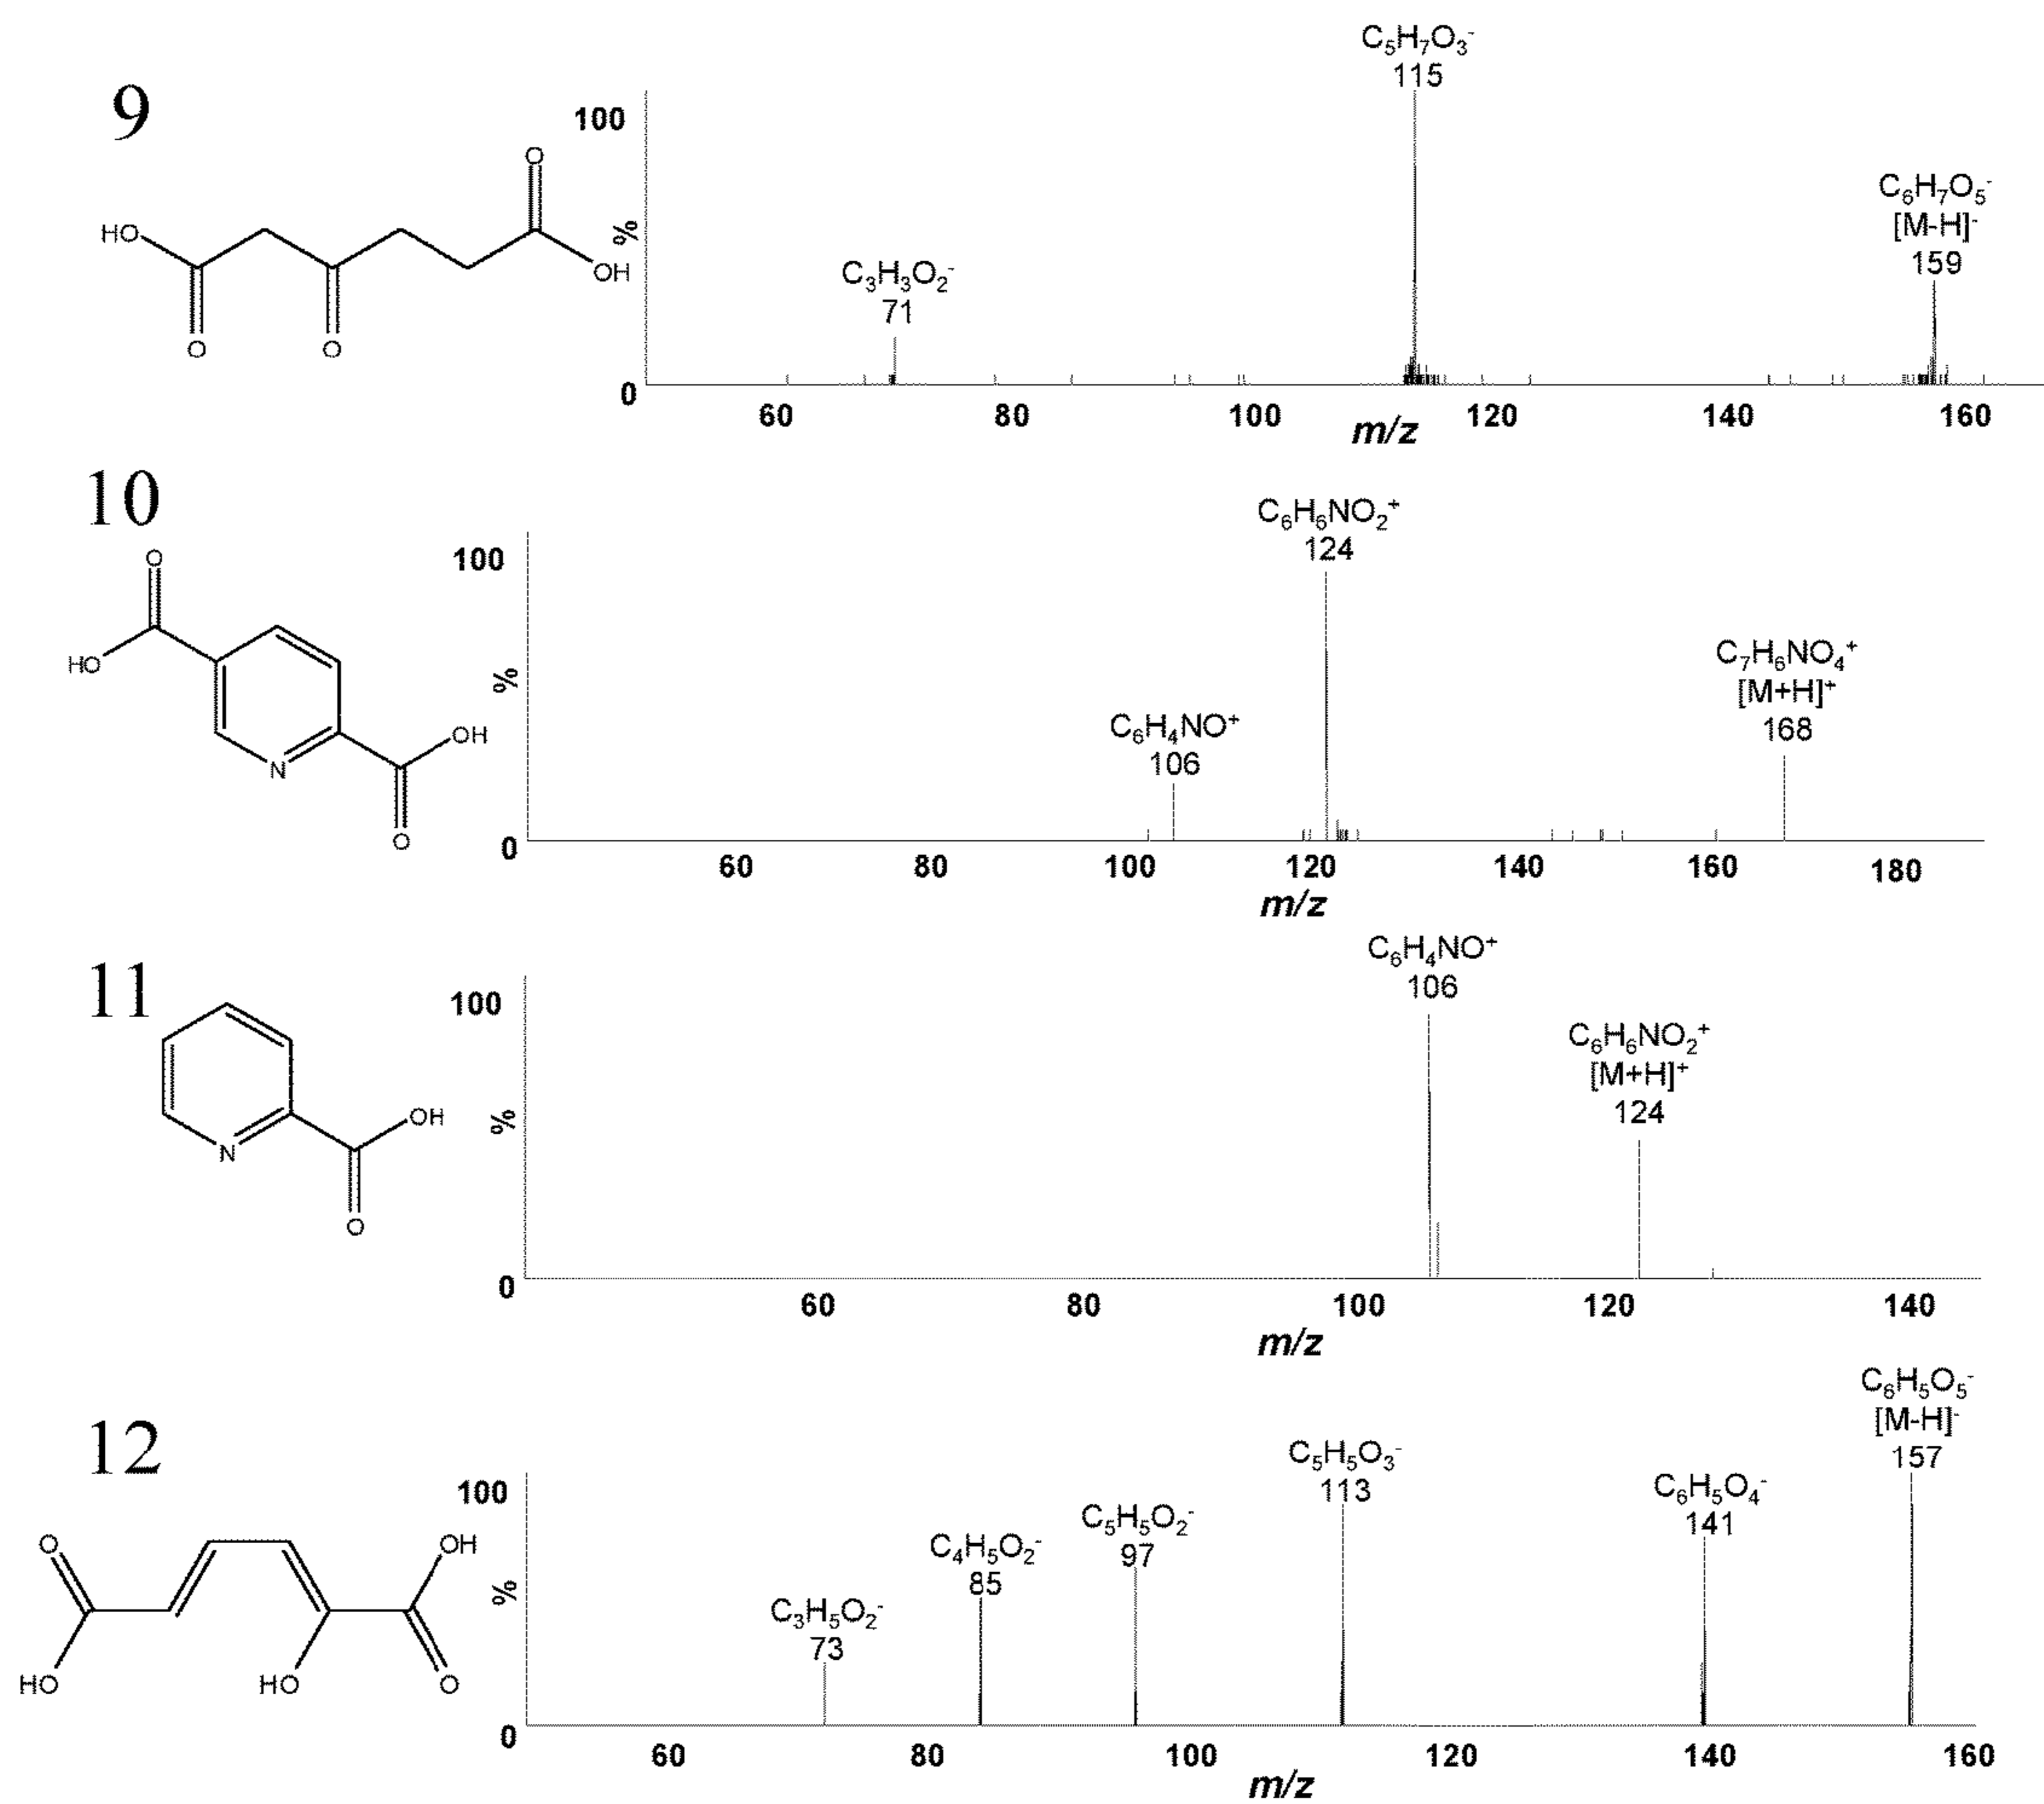 9
HO
O
O
O
OH
100
%
0
C₃H₃O₂⁻
71
C₅H₇O₃⁻
115
C₆H₇O₅⁻
[M-H]⁻
159
60 80 100 120 140 160
m/z
10
O
HO
N
OH
O
100
%
0
C₆H₄NO⁺
106
C₆H₆NO₂⁺
124
C₇H₆NO₄⁺
[M+H]⁺
168
60 80 100 120 140 160 180
m/z
11
N
OH
O
100
%
0
C₆H₄NO⁺
106
C₆H₆NO₂⁺
[M+H]⁺
124
60 80 100 120 140
m/z
12
O
HO
HO
OH
O
100
%
0
C₃H₅O₂⁻
73
C₄H₅O₂⁻
85
C₅H₅O₂⁻
97
C₅H₅O₃⁻
113
C₆H₅O₄⁻
141
C₆H₅O₅⁻
[M-H]⁻
157
60 80 100 120 140 160
m/z